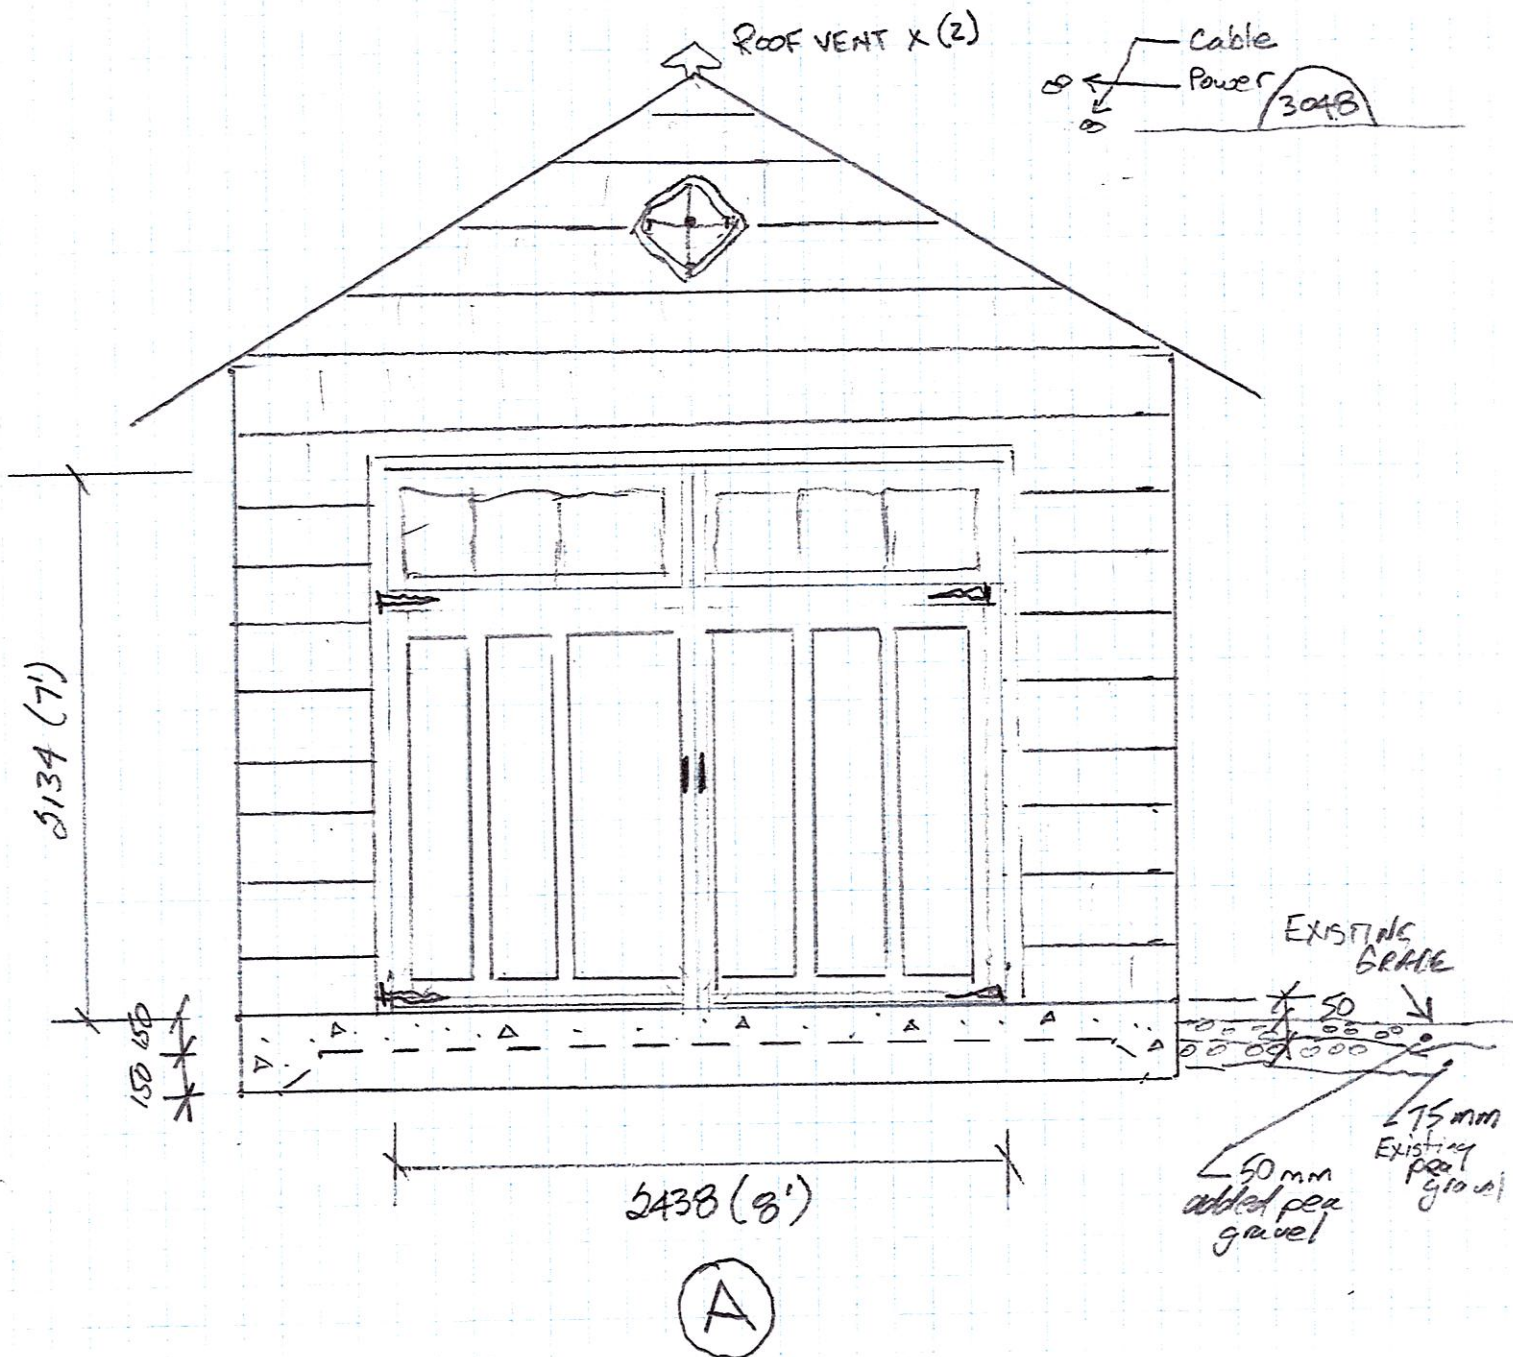 ROOF VENT X (2)
Cable
Power
3048
2134 (7')
EXISTING
GRADE
50
150
150
75mm
Existing
pea
gravel
50mm
added pea
gravel
2438 (8')
A